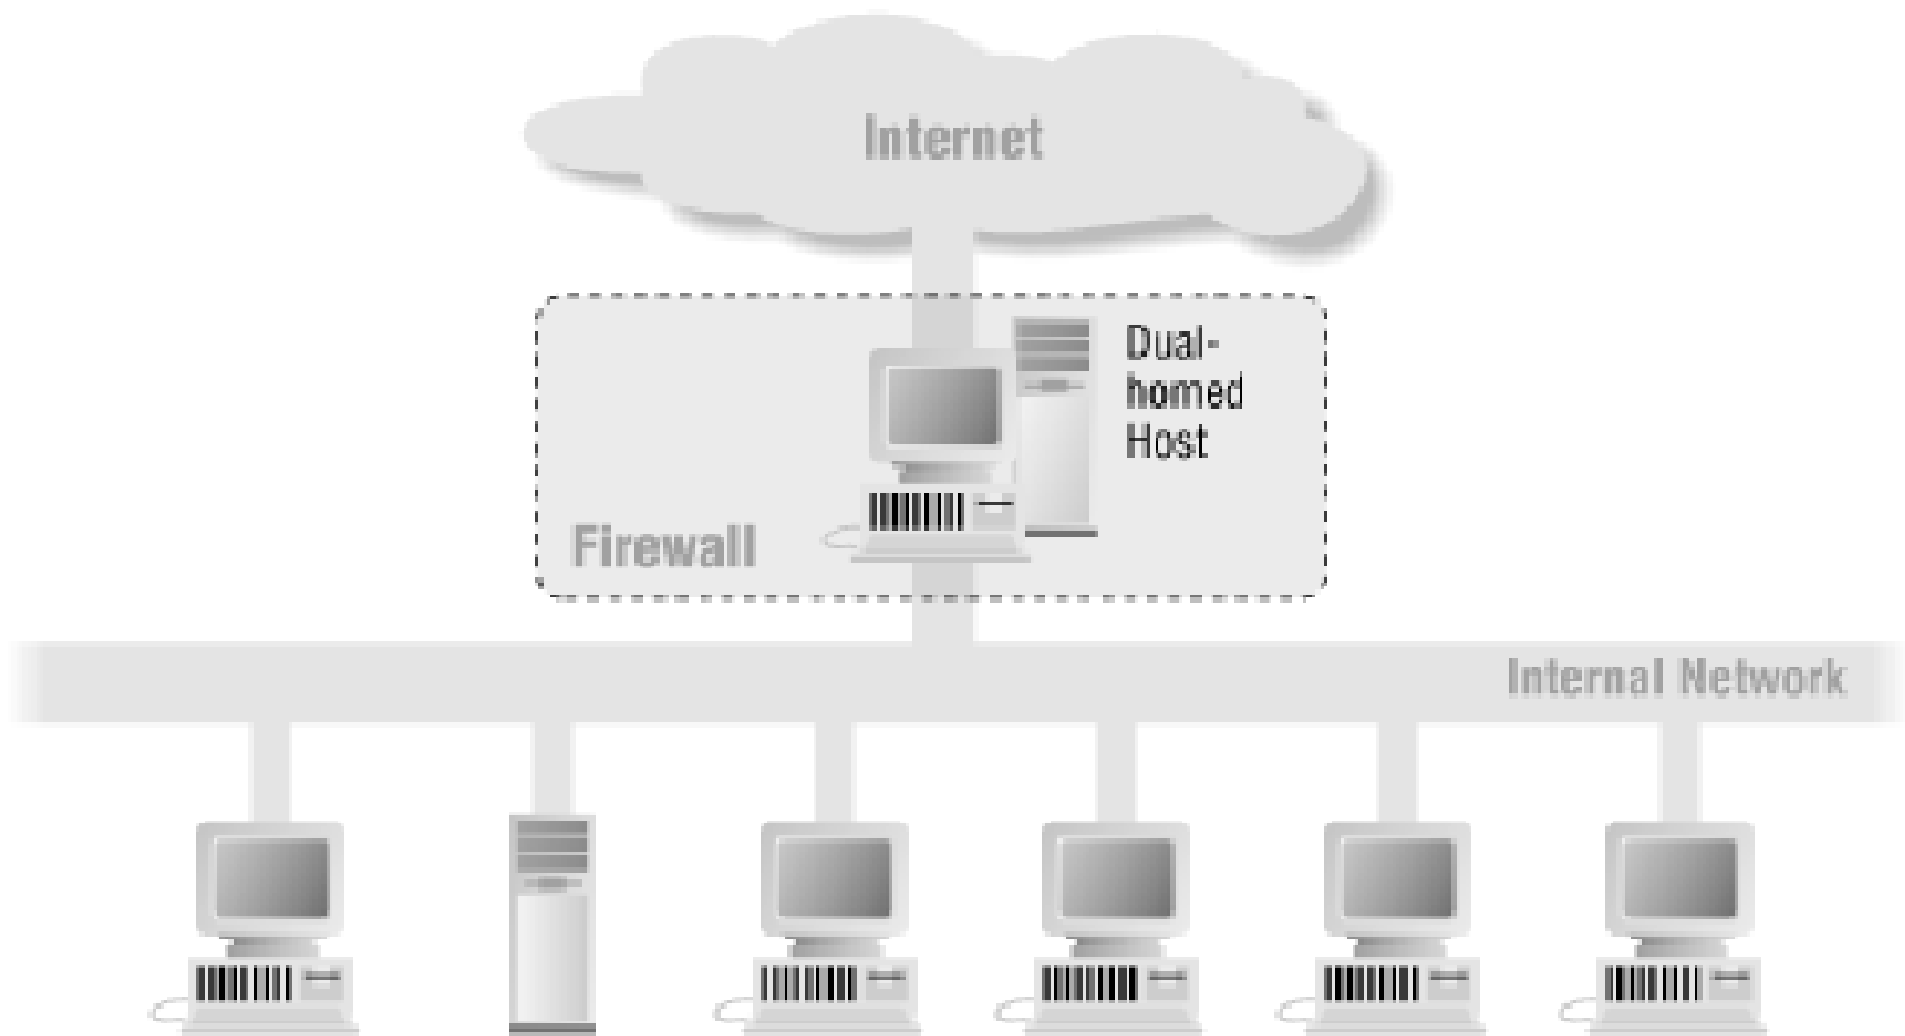 Internet
Dual-
homed
Host
Firewall
Internal Network